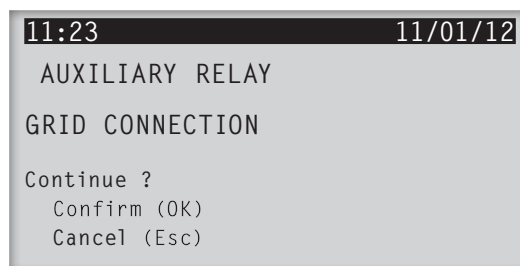 11:23 11/01/12
AUXILIARY RELAY
GRID CONNECTION
Continue ?
Confirm (OK)
Cancel (Esc)